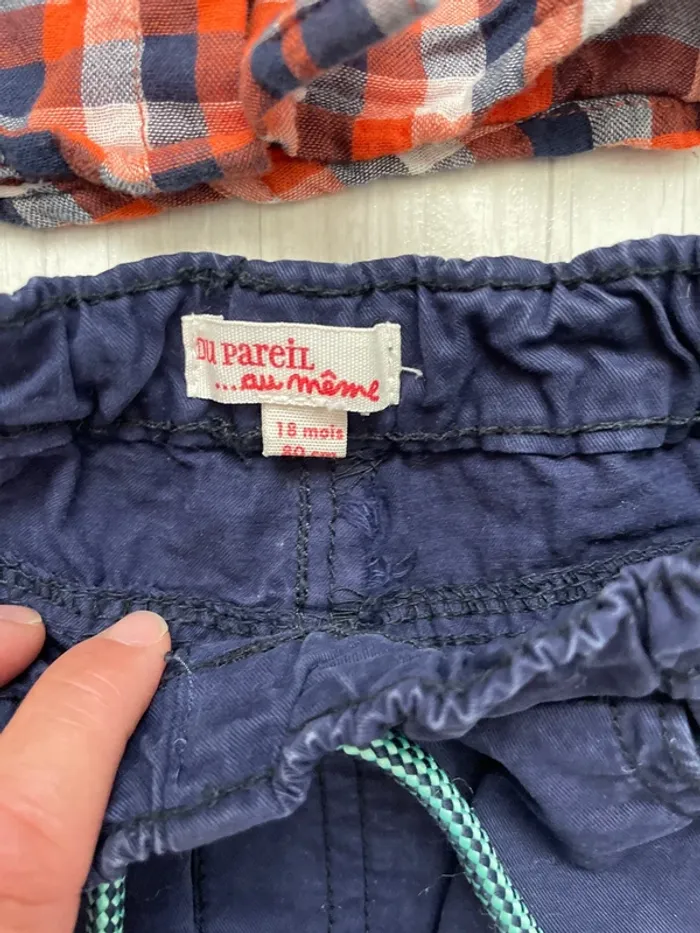 DU PAREIL
...au même
18 mois
80 cm